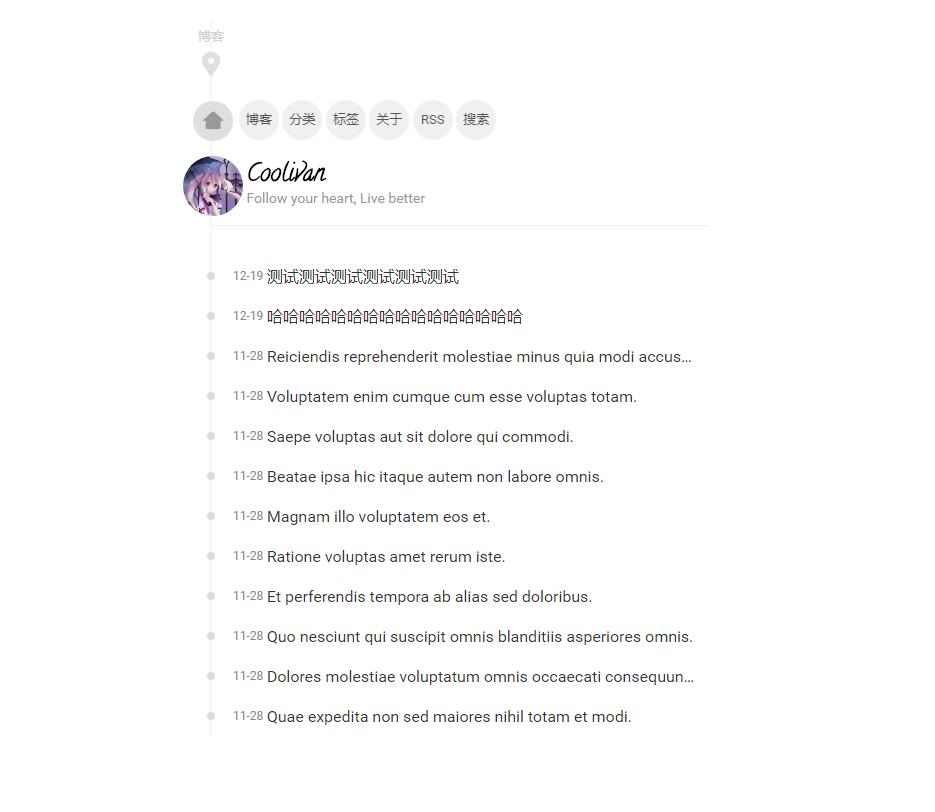 博客
博客 分类 标签 关于 RSS 搜索
Coolivan
Follow your heart, Live better
12-19 测试测试测试测试测试测试
12-19 哈哈哈哈哈哈哈哈哈哈哈哈哈哈哈哈
11-28 Reiciendis reprehenderit molestiae minus quia modi accus...
11-28 Voluptatem enim cumque cum esse voluptas totam.
11-28 Saepe voluptas aut sit dolore qui commodi.
11-28 Beatae ipsa hic itaque autem non labore omnis.
11-28 Magnam illo voluptatem eos et.
11-28 Ratione voluptas amet rerum iste.
11-28 Et perferendis tempora ab alias sed doloribus.
11-28 Quo nesciunt qui suscipit omnis blanditiis asperiores omnis.
11-28 Dolores molestiae voluptatum omnis occaecati consequun...
11-28 Quae expedita non sed maiores nihil totam et modi.